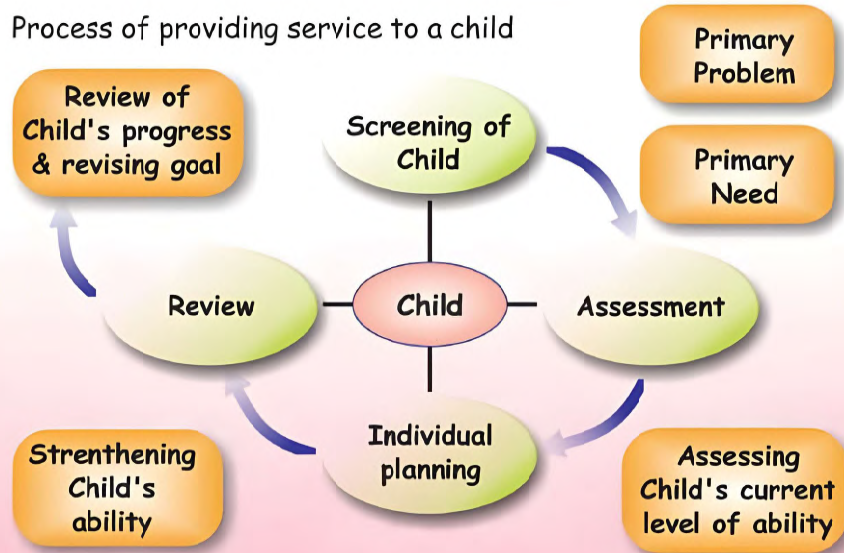 Process of providing service to a child
Primary
Problem
Review of
Child's progress
& revising goal
Screening of
Child
Primary
Need
Review
Child
Assessment
Individual
planning
Strenthening
Child's
ability
Assessing
Child's current
level of ability